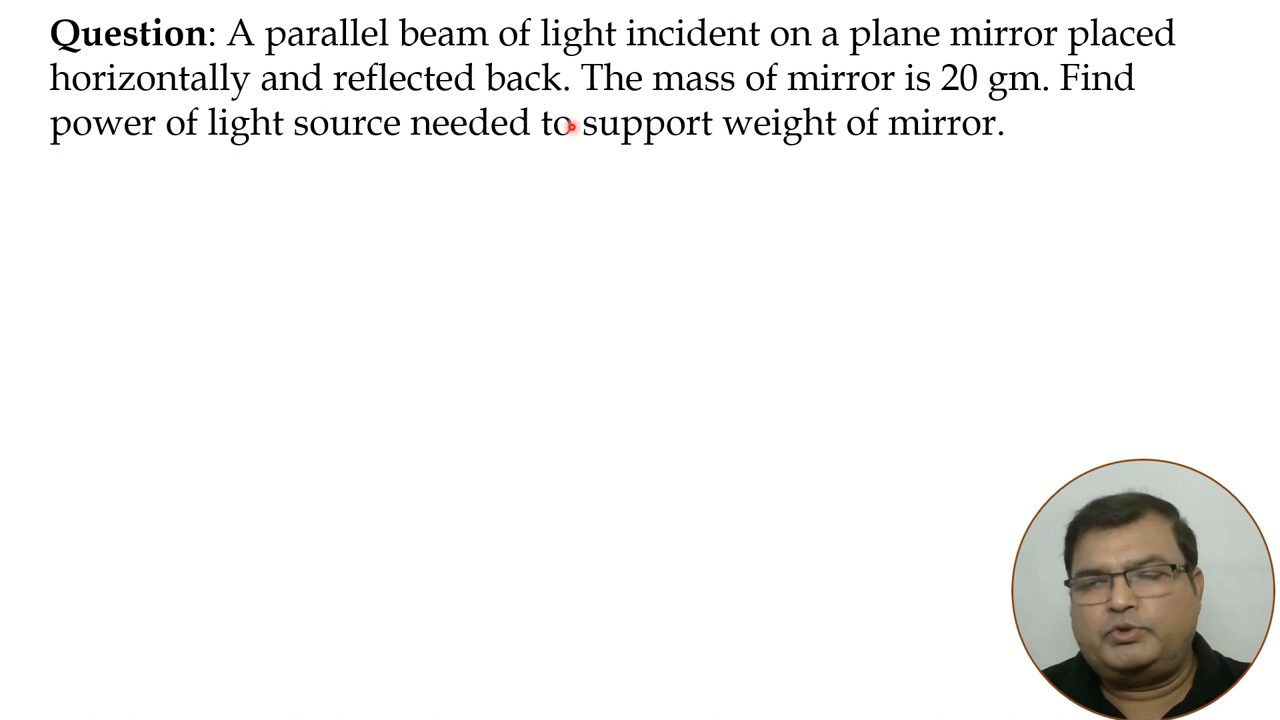 Question: A parallel beam of light incident on a plane mirror placed
horizontally and reflected back. The mass of mirror is 20 gm. Find
power of light source needed to support weight of mirror.